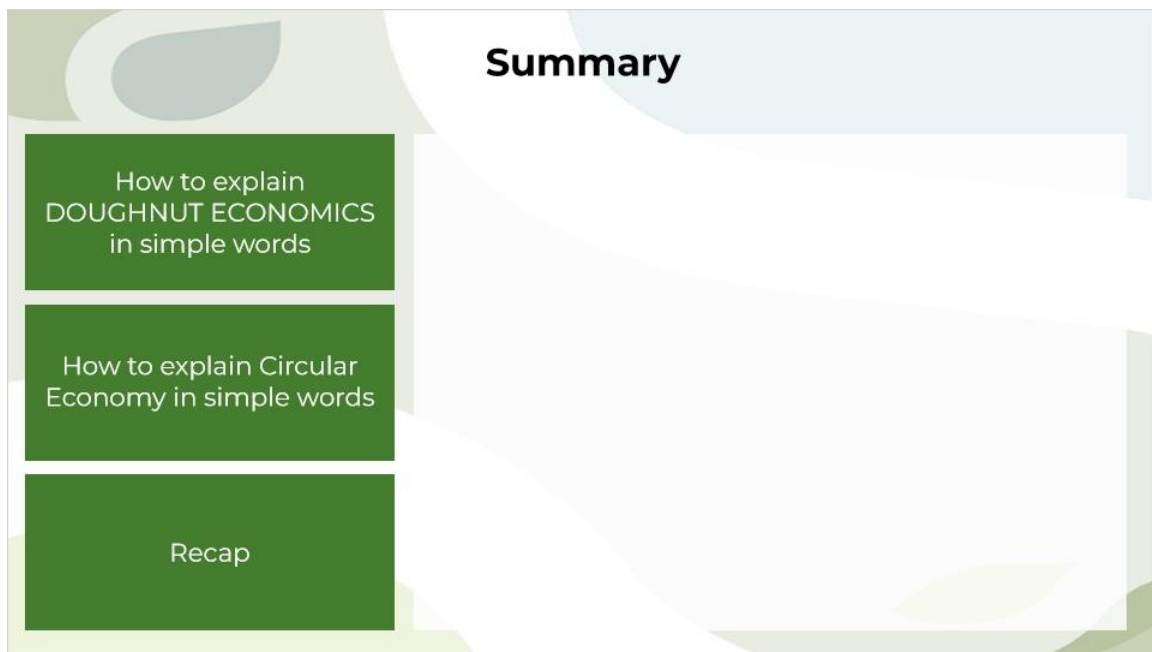 Summary
How to explain
DOUGHNUT ECONOMICS
in simple words
How to explain Circular
Economy in simple words
Recap